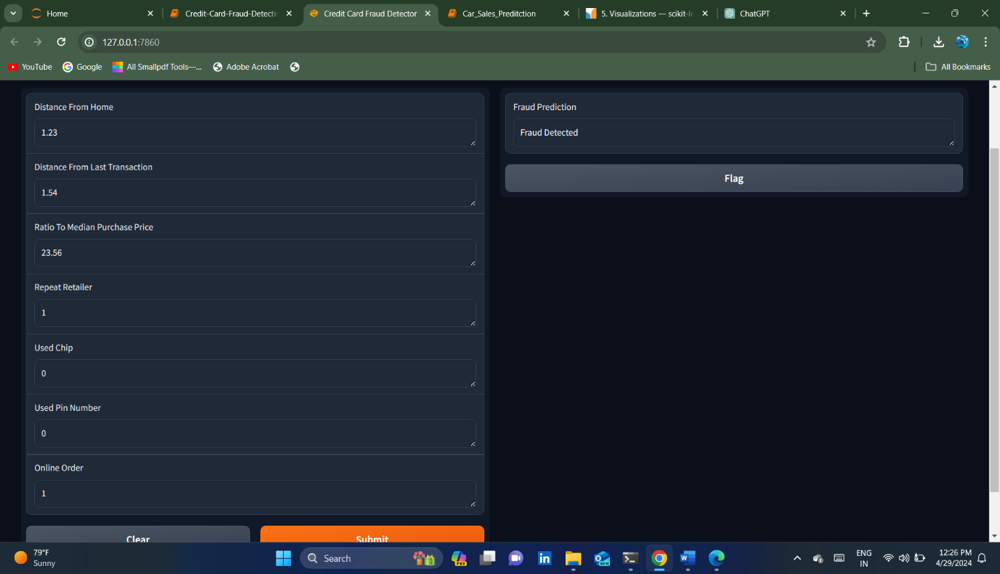 Home
Credit-Card-Fraud-Detecti
Credit Card Fraud Detector
Car_Sales_Preditction
5. Visualizations — scikit-le
ChatGPT
127.0.0.1:7860
YouTube
Google
All Smallpdf Tools—...
Adobe Acrobat
All Bookmarks
Distance From Home
1.23
Distance From Last Transaction
1.54
Ratio To Median Purchase Price
23.56
Repeat Retailer
1
Used Chip
0
Used Pin Number
0
Online Order
1
Clear
Submit
Fraud Prediction
Fraud Detected
Flag
79°F
Sunny
Search
PRE
NEW
ENG
IN
12:26 PM
4/29/2024